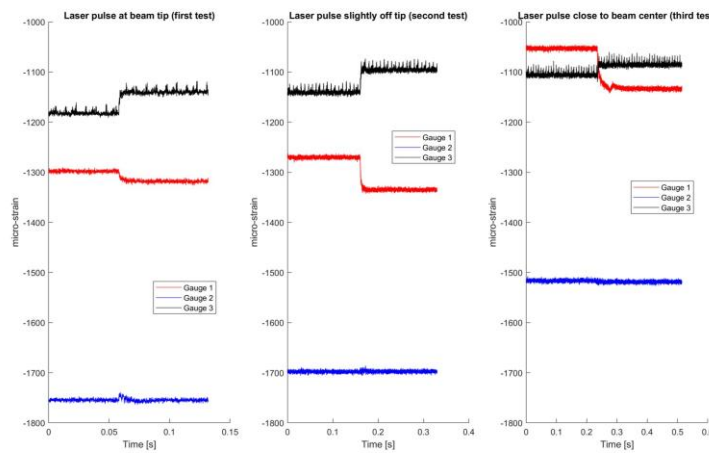 Laser pulse at beam tip (first test)
-1000
-1100
-1200
-1300
-1400
-1500
-1600
-1700
-1800
micro-strain
Gauge 1
Gauge 2
Gauge 3
0
0.05
0.1
0.15
Time [s]
Laser pulse slightly off tip (second test)
-1000
-1100
-1200
-1300
-1400
-1500
-1600
-1700
-1800
micro-strain
Gauge 1
Gauge 2
Gauge 3
0
0.1
0.2
0.3
0.4
Time [s]
Laser pulse close to beam center (third tes
-1000
-1100
-1200
-1300
-1400
-1500
-1600
-1700
-1800
micro-strain
Gauge 1
Gauge 2
Gauge 3
0
0.1
0.2
0.3
0.4
0.5
Time [s]